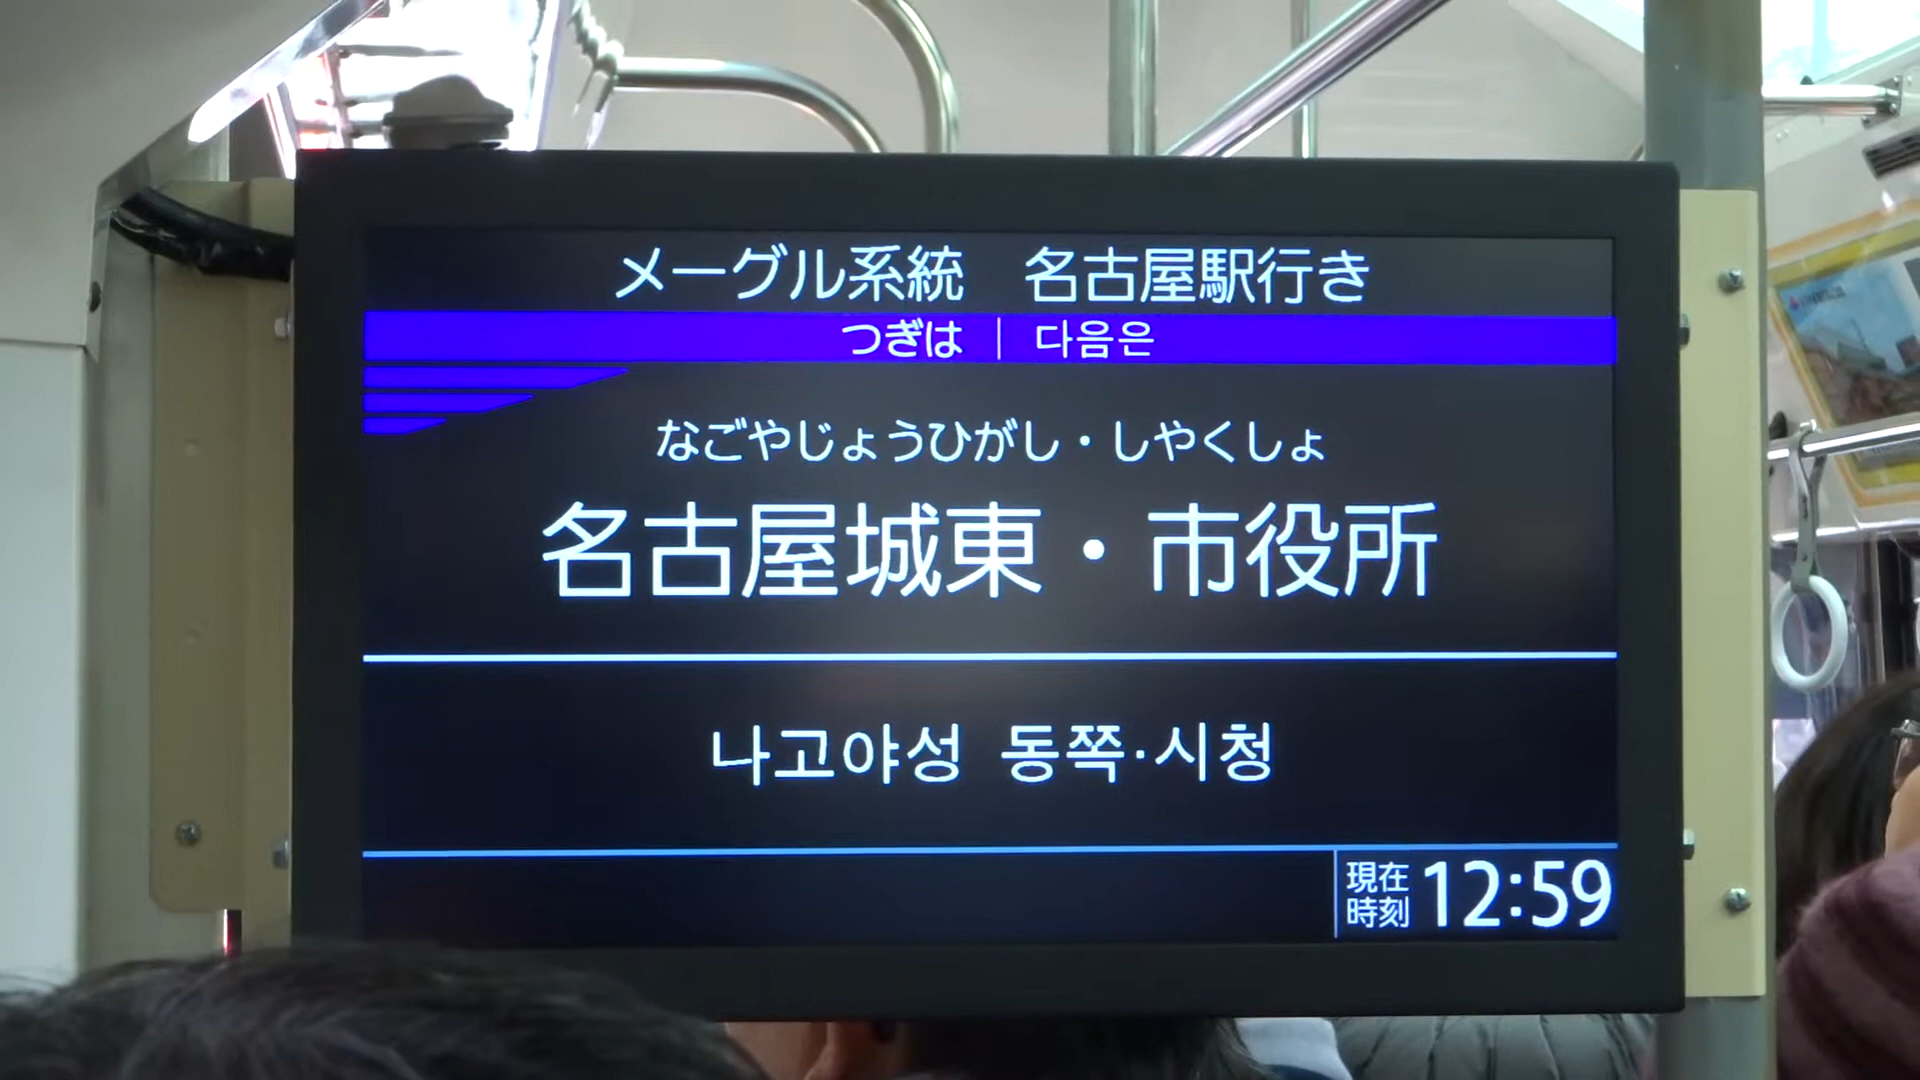 メーグル系統　名古屋駅行き
つぎは｜다음은
なごやじょうひがし・しやくしょ
名古屋城東・市役所
나고야성 동쪽·시청
現在時刻 12:59